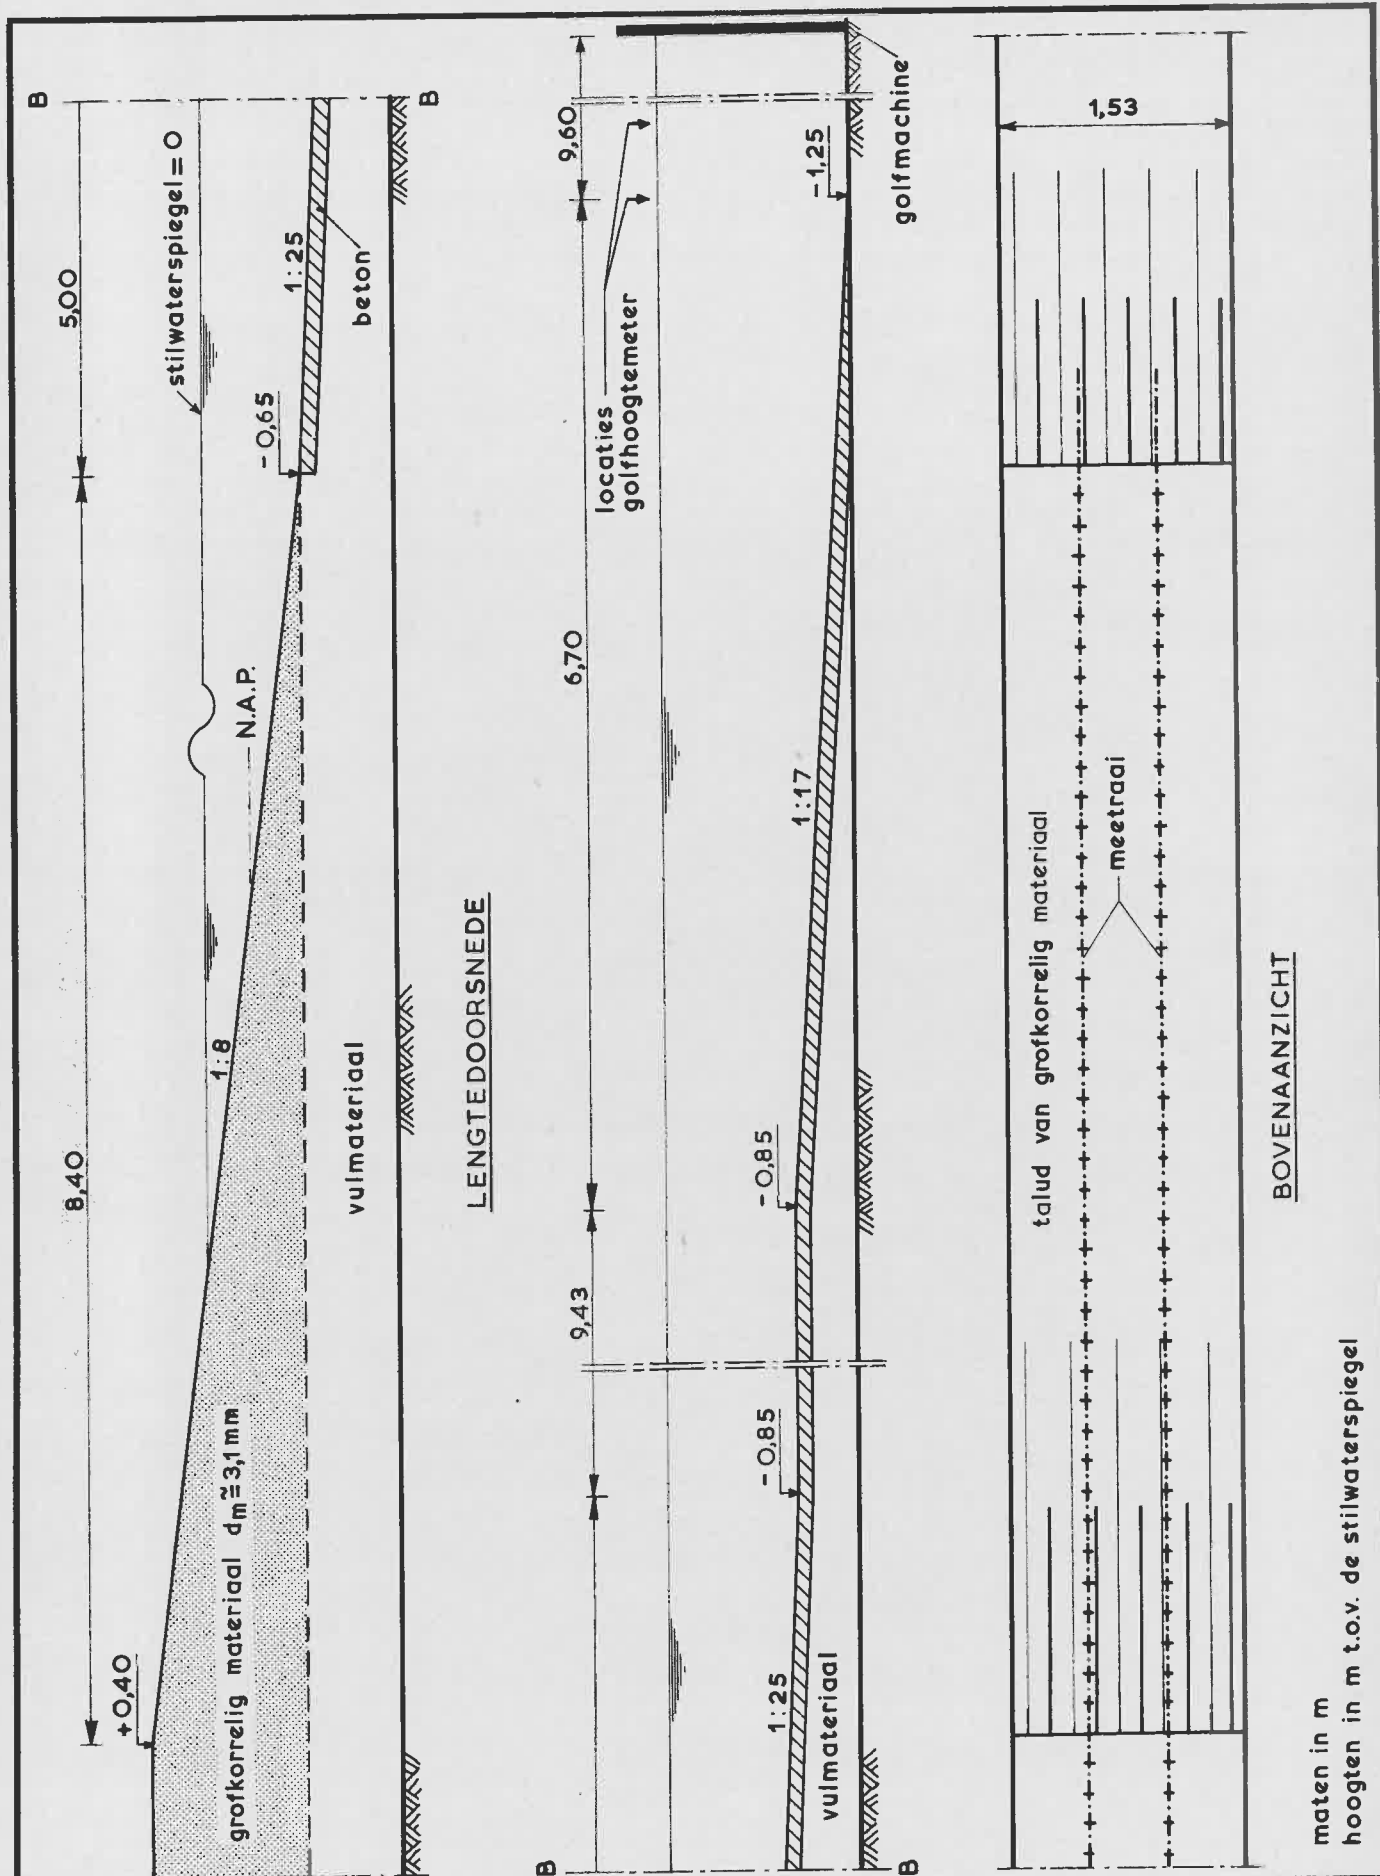 B
B
8,40
5,00
+0,40
stilwaterspiegel = 0
N.A.P.
-0,65
1:8
1:25
grofkorrelig materiaal dm ≅ 3,1 mm
beton
vulmateriaal
LENGTEDOORSNEDE
B
B
9,43
6,70
9,60
locaties
golfhoogtemeter
-0,85
-0,85
-1,25
1:25
1:17
vulmateriaal
golfmachine
1,53
talud van grofkorrelig materiaal
meetraai
BOVENAANZICHT
maten in m
hoogten in m t.o.v. de stilwaterspiegel